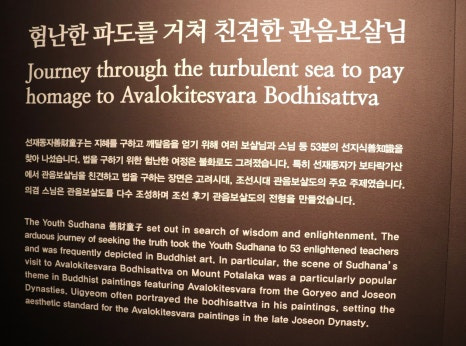 험난한 파도를 거쳐 친견한 관음보살님
Journey through the turbulent sea to pay
homage to Avalokitesvara Bodhisattva
선재동자善財童子는 지혜를 구하고 깨달음을 얻기 위해 여러 보살님과 스님 등 53분의 선지식善知識을
찾아 나섰습니다. 법을 구하기 위한 험난한 여정은 불화로도 그려졌습니다. 특히 선재동자가 보타락가산
에서 관음보살님을 친견하고 법을 구하는 장면은 고려시대, 조선시대 관음보살도의 주요 주제였습니다.
의겸 스님은 관음보살도를 다수 조성하며 조선 후기 관음보살도의 전형을 만들었습니다.
The Youth Sudhana 善財童子 set out in search of wisdom and enlightenment. The
arduous journey of seeking the truth took the Youth Sudhana to 53 enlightened teachers
and was frequently depicted in Buddhist art. In particular, the scene of Sudhana's
visit to Avalokitesvara Bodhisattva on Mount Potalaka was a particularly popular
theme in Buddhist paintings featuring Avalokitesvara from the Goryeo and Joseon
Dynasties. Uigyeom often portrayed the bodhisattva in his paintings, setting the
aesthetic standard for the Avalokitesvara paintings in the late Joseon Dynasty.